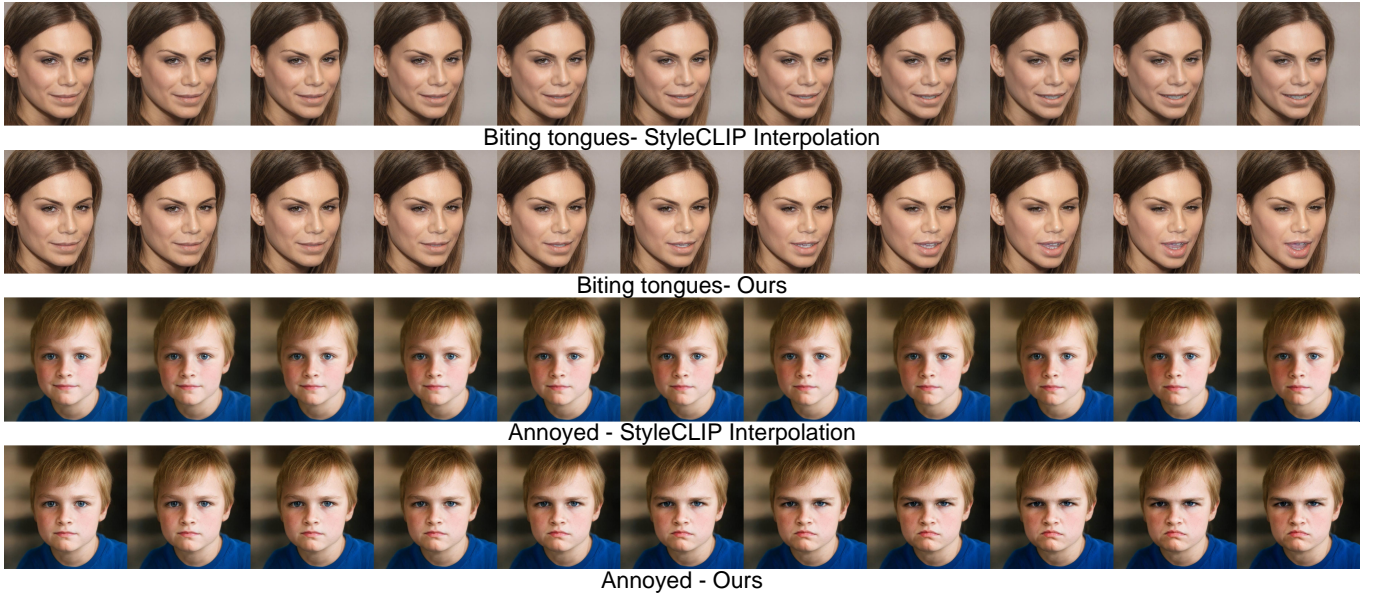 Biting tongues- StyleCLIP Interpolation
Biting tongues- Ours
Annoyed - StyleCLIP Interpolation
Annoyed - Ours